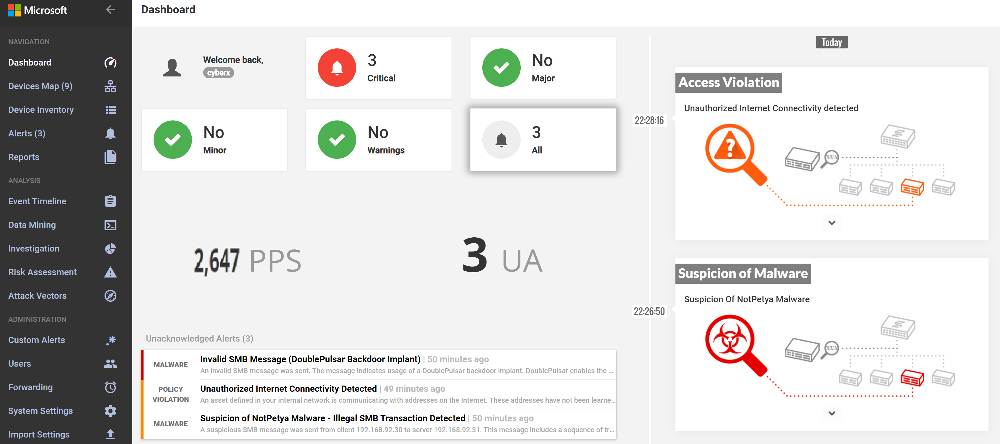 Microsoft
NAVIGATION
Dashboard
Devices Map (9)
Device Inventory
Alerts (3)
Reports
ANALYSIS
Event Timeline
Data Mining
Investigation
Risk Assessment
Attack Vectors
ADMINISTRATION
Custom Alerts
Users
Forwarding
System Settings
Import Settings
Dashboard
Welcome back,
cyberx
3
Critical
No
Major
No
Minor
No
Warnings
3
All
2,647 PPS
3 UA
Unacknowledged Alerts (3)
MALWARE
Invalid SMB Message (DoublePulsar Backdoor Implant) | 50 minutes ago
An invalid SMB message was sent. The message indicates usage of a DoublePulsar backdoor implant. DoublePulsar enables the ...
POLICY
VIOLATION
Unauthorized Internet Connectivity Detected | 49 minutes ago
An asset defined in your internal network is communicating with addresses on the Internet. These addresses have not been learne...
MALWARE
Suspicion of NotPetya Malware - Illegal SMB Transaction Detected | 50 minutes ago
A suspicious SMB message was sent from client 192.168.92.30 to server 192.168.92.31. This message includes a sequence of tr...
Today
22:28:16
Access Violation
Unauthorized Internet Connectivity detected
?
22:26:50
Suspicion of Malware
Suspicion Of NotPetya Malware